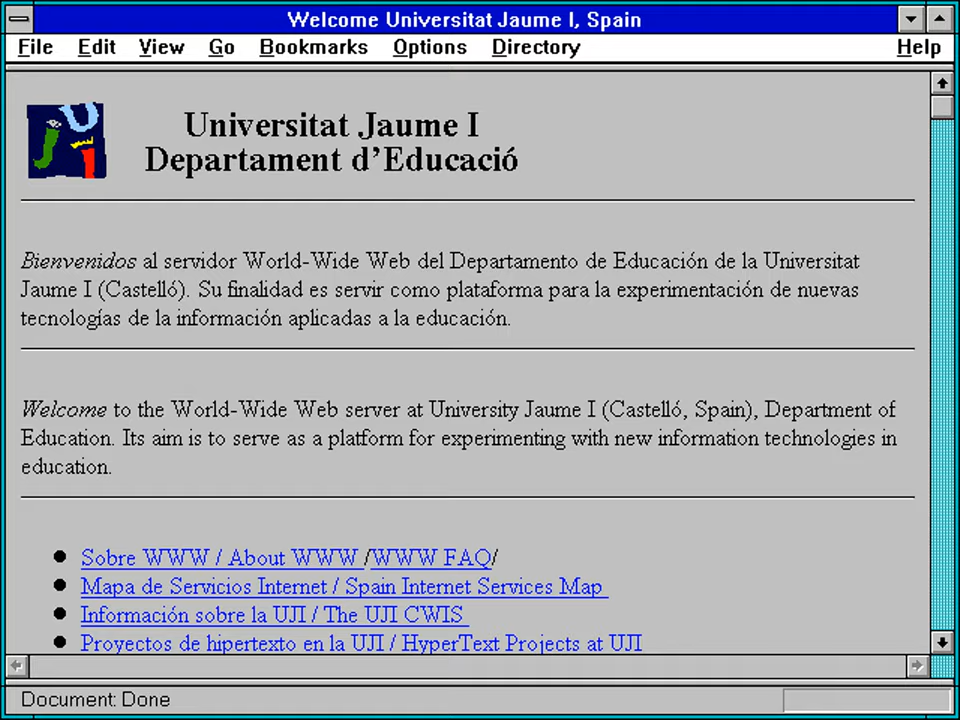 Welcome Universitat Jaume I, Spain
File Edit View Go Bookmarks Options Directory Help
Universitat Jaume I
Departament d'Educació
Bienvenidos al servidor World-Wide Web del Departamento de Educación de la Universitat
Jaume I (Castelló). Su finalidad es servir como plataforma para la experimentación de nuevas
tecnologías de la información aplicadas a la educación.
Welcome to the World-Wide Web server at University Jaume I (Castelló, Spain), Department of
Education. Its aim is to serve as a platform for experimenting with new information technologies in
education.
Sobre WWW / About WWW /WWW FAQ/
Mapa de Servicios Internet / Spain Internet Services Map
Información sobre la UJI / The UJI CWIS
Proyectos de hipertexto en la UJI / HyperText Projects at UJI
Document: Done